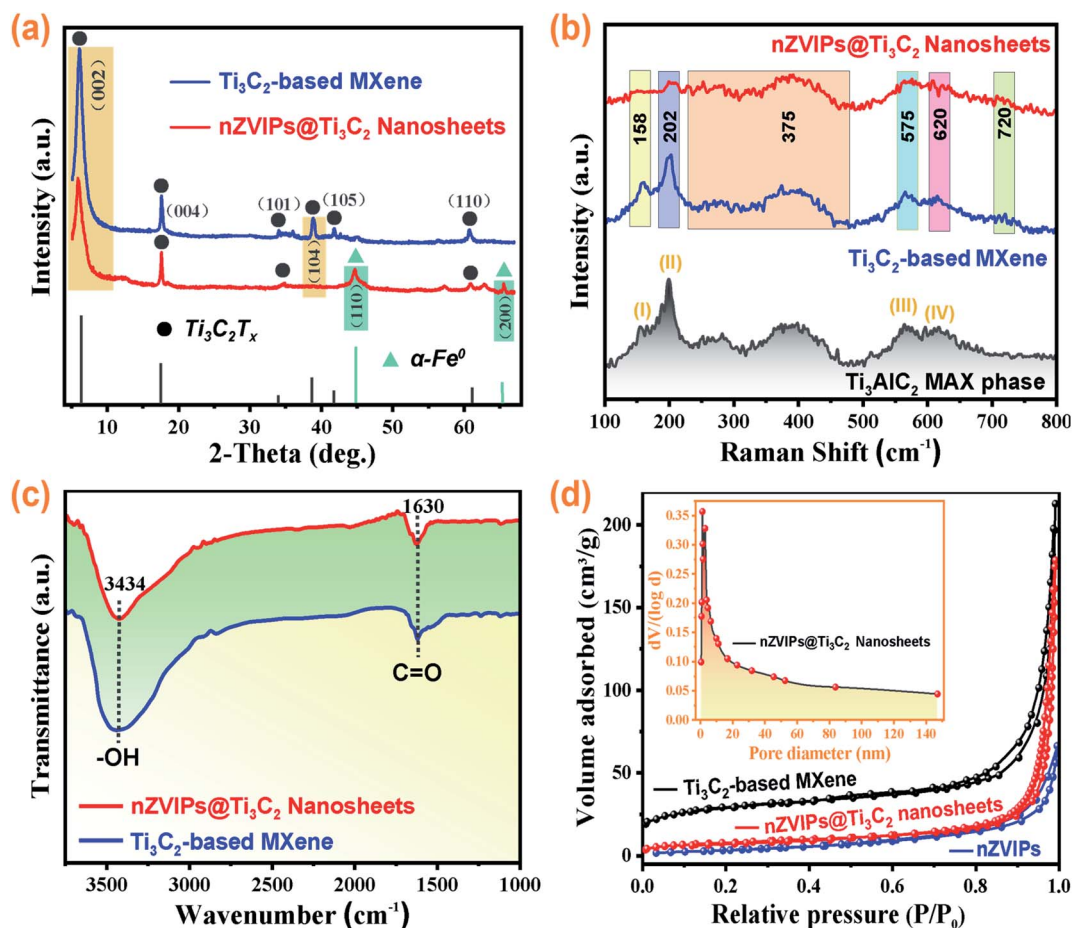 (a)
Intensity (a.u.)
(002)
Ti₃C₂-based MXene
nZVIPs@Ti₃C₂ Nanosheets
(004)
(101)
(104)
(105)
(110)
(110)
(200)
Ti₃C₂Tₓ
α-Fe⁰
10 20 30 40 50 60
2-Theta (deg.)
(b)
Intensity (a.u.)
nZVIPs@Ti₃C₂ Nanosheets
158
202
375
575
620
720
Ti₃C₂-based MXene
(I)
(II)
(III)
(IV)
Ti₃AlC₂ MAX phase
100 200 300 400 500 600 700 800
Raman Shift (cm⁻¹)
(c)
Transmittance (a.u.)
3434
1630
-OH
C=O
nZVIPs@Ti₃C₂ Nanosheets
Ti₃C₂-based MXene
3500 3000 2500 2000 1500 1000
Wavenumber (cm⁻¹)
(d)
Volume adsorbed (cm³/g)
200
150
100
50
0
dV/(log d)
0.35
0.30
0.25
0.20
0.15
0.10
0.05
0.00
nZVIPs@Ti₃C₂ Nanosheets
0 20 40 60 80 100 120 140
Pore diameter (nm)
Ti₃C₂-based MXene
nZVIPs@Ti₃C₂ nanosheets
nZVIPs
0.0 0.2 0.4 0.6 0.8 1.0
Relative pressure (P/P₀)